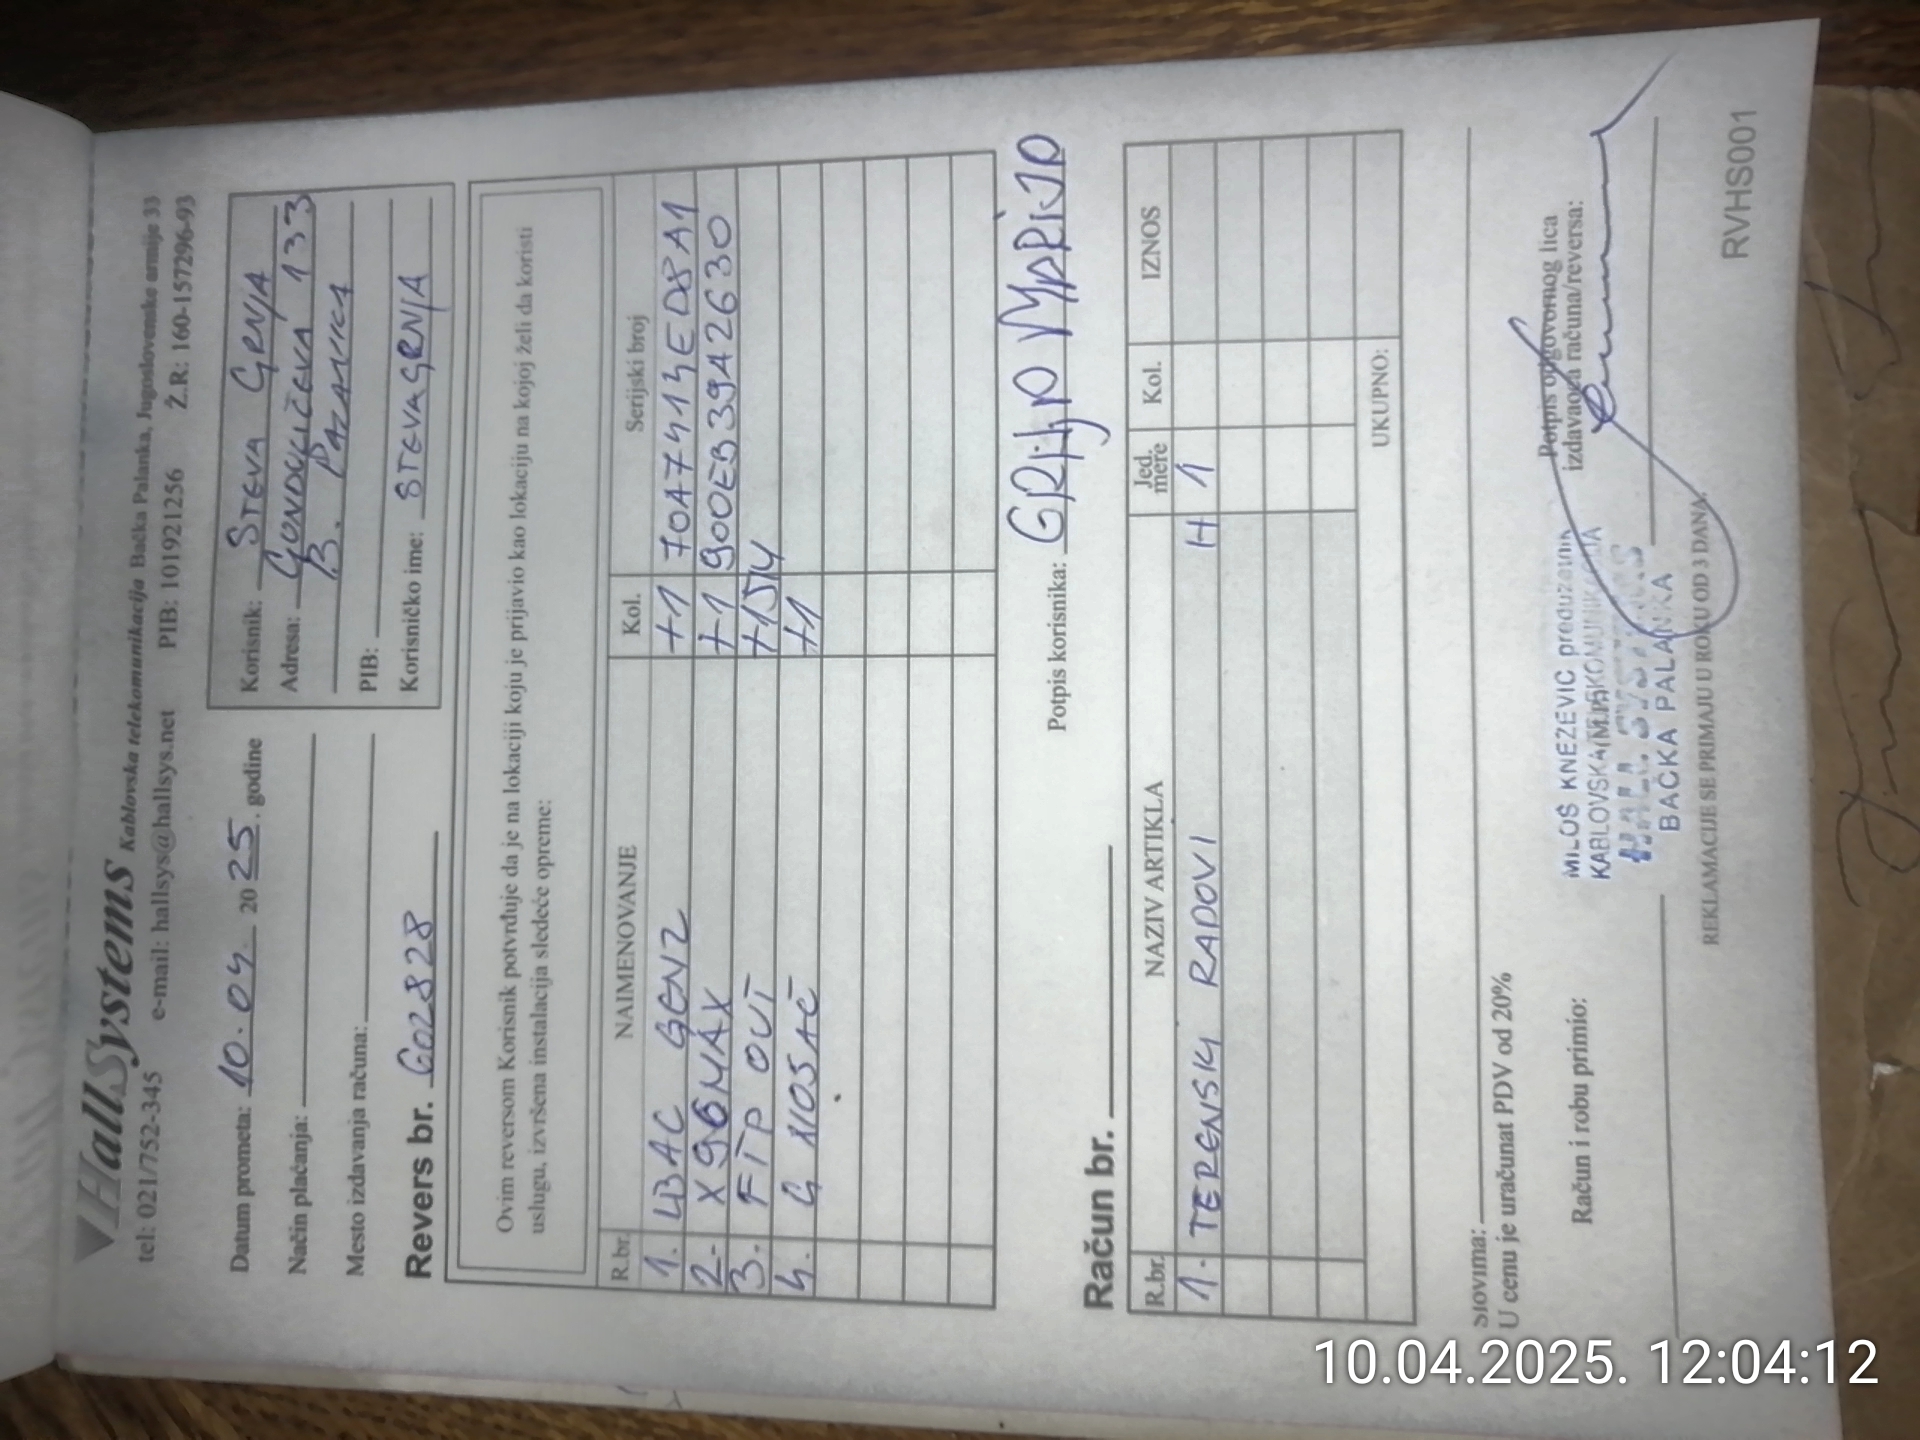 HallSystems Kablovska telekomunikacija Bačka Palanka, Jugoslovenske armije 33
tel: 021/752-345 e-mail: hallsys@hallsys.net PIB: 101921256 Ž.R: 160-157296-93
Datum prometa: 10.04 2025. godine
Način plaćanja:
Mesto izdavanja računa:
Revers br. G02828
Korisnik: STEVA GRNJA
Adresa: GUNDULIĆEVA 133
B. PALANKA
PIB:
Korisničko ime: STEVAGRNJA
Ovim reversom Korisnik potvrđuje da je na lokaciji koju je prijavio kao lokaciju na kojoj želi da koristi
uslugu, izvršena instalacija sledeće opreme:
R.br. NAIMENOVANJE Kol. Serijski broj
1. LBAC GEN2 +1 70A7414ED8A1
2. X96MAX +1 900EB39A2630
3. FTP OUT +15M
4. G NOSAČ +1
Potpis korisnika:
Račun br.
R.br. NAZIV ARTIKLA Jed. mere Kol. IZNOS
1. TERENSKI RADOVI H 1
UKUPNO:
Slovima:
U cenu je uračunat PDV od 20%
Račun i robu primio:
Potpis odgovornog lica
izdavaoca računa/reversa:
MILOŠ KNEZEVIC preduzetnik
KABLOVSKA TELEKOMUNIKACIJA
HALL SYSTEMS
BAČKA PALANKA
(M.P.)
REKLAMACIJE SE PRIMAJU U ROKU OD 3 DANA.
RVHS001
10.04.2025. 12:04:12